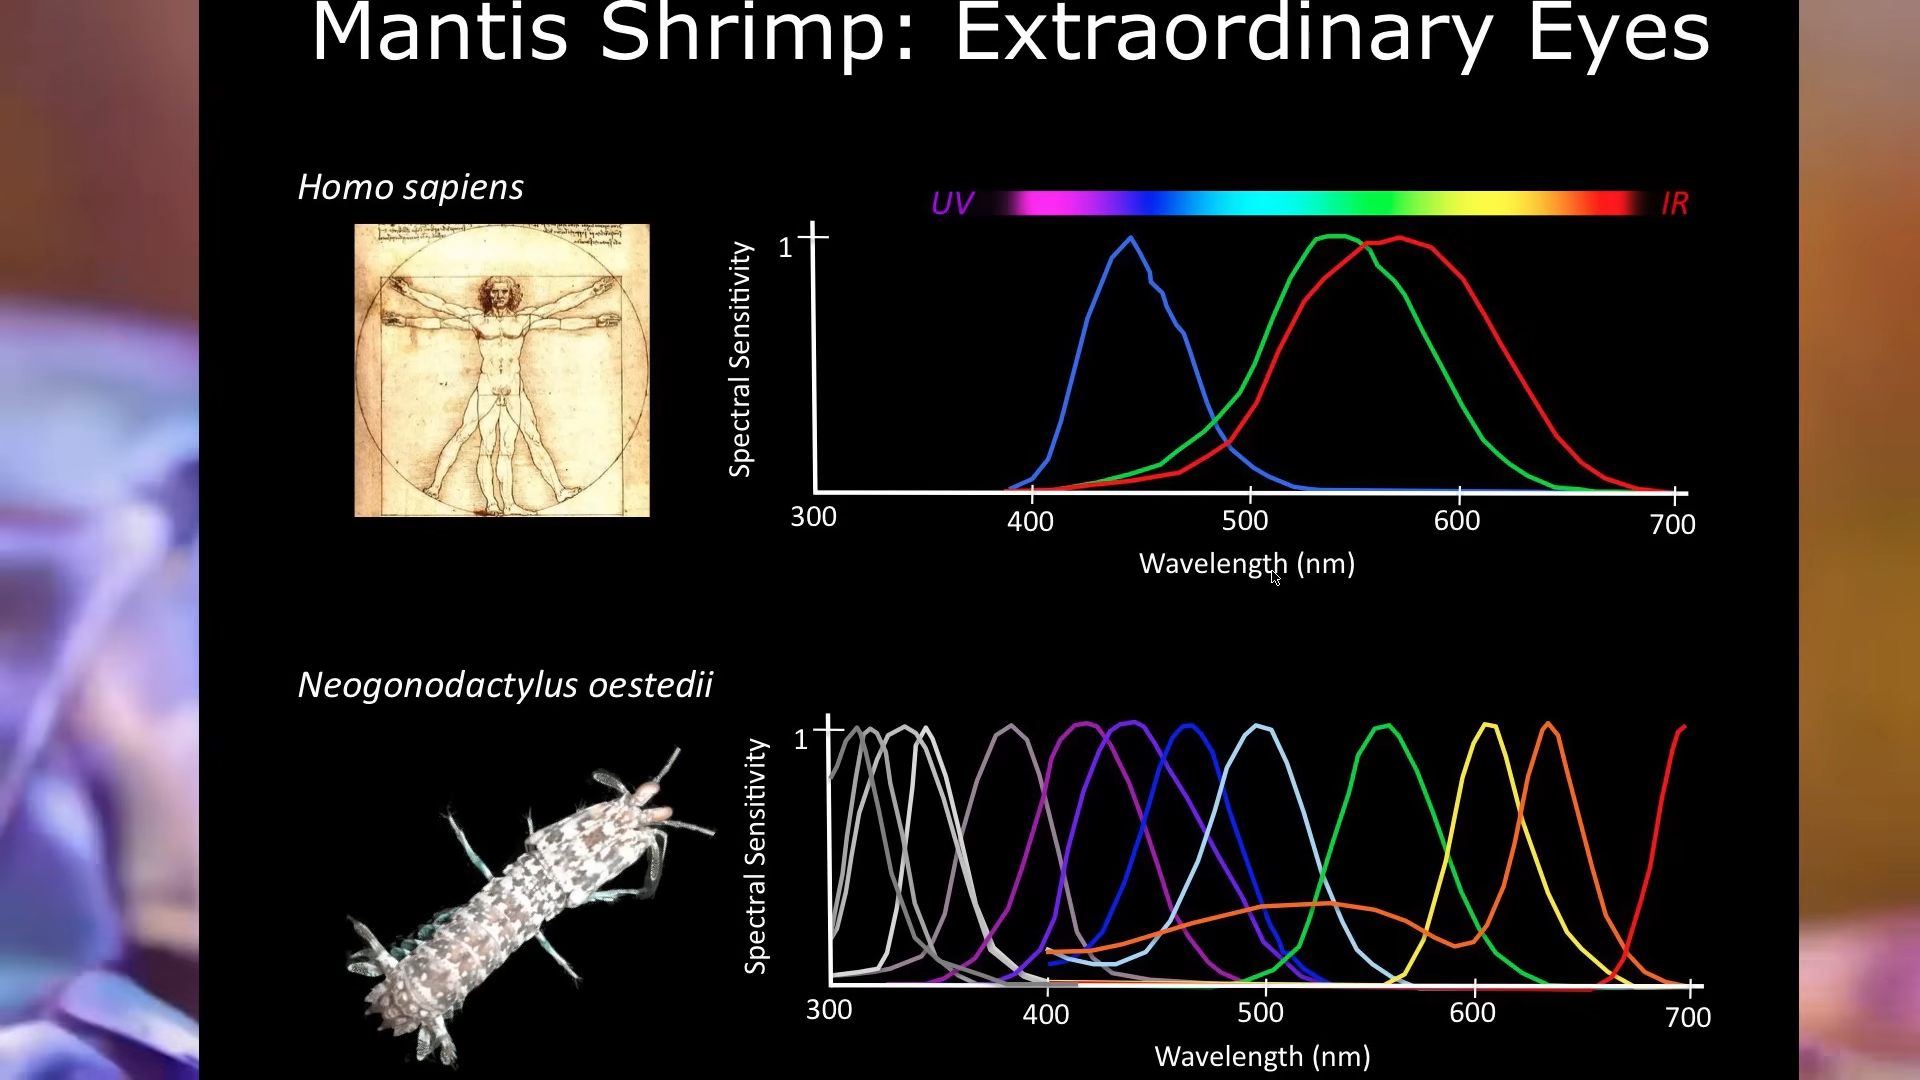 Mantis Shrimp: Extraordinary Eyes
Homo sapiens
UV
IR
1
Spectral Sensitivity
300
400
500
600
700
Wavelength (nm)
Neogonodactylus oestedii
1
Spectral Sensitivity
300
400
500
600
700
Wavelength (nm)